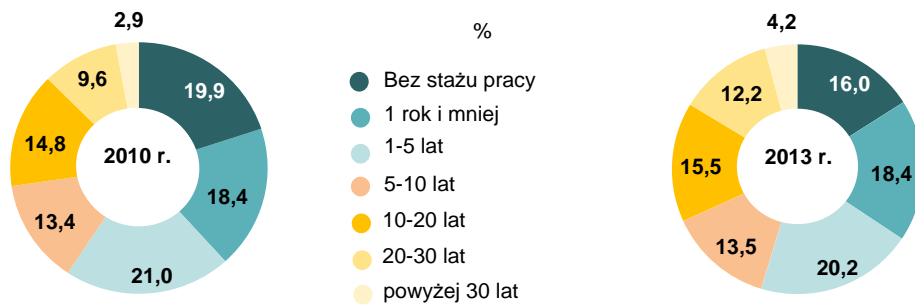 2,9
19,9
9,6
14,8
2010 r.
18,4
13,4
21,0
%
Bez stażu pracy
1 rok i mniej
1-5 lat
5-10 lat
10-20 lat
20-30 lat
powyżej 30 lat
4,2
16,0
12,2
15,5
2013 r.
18,4
13,5
20,2